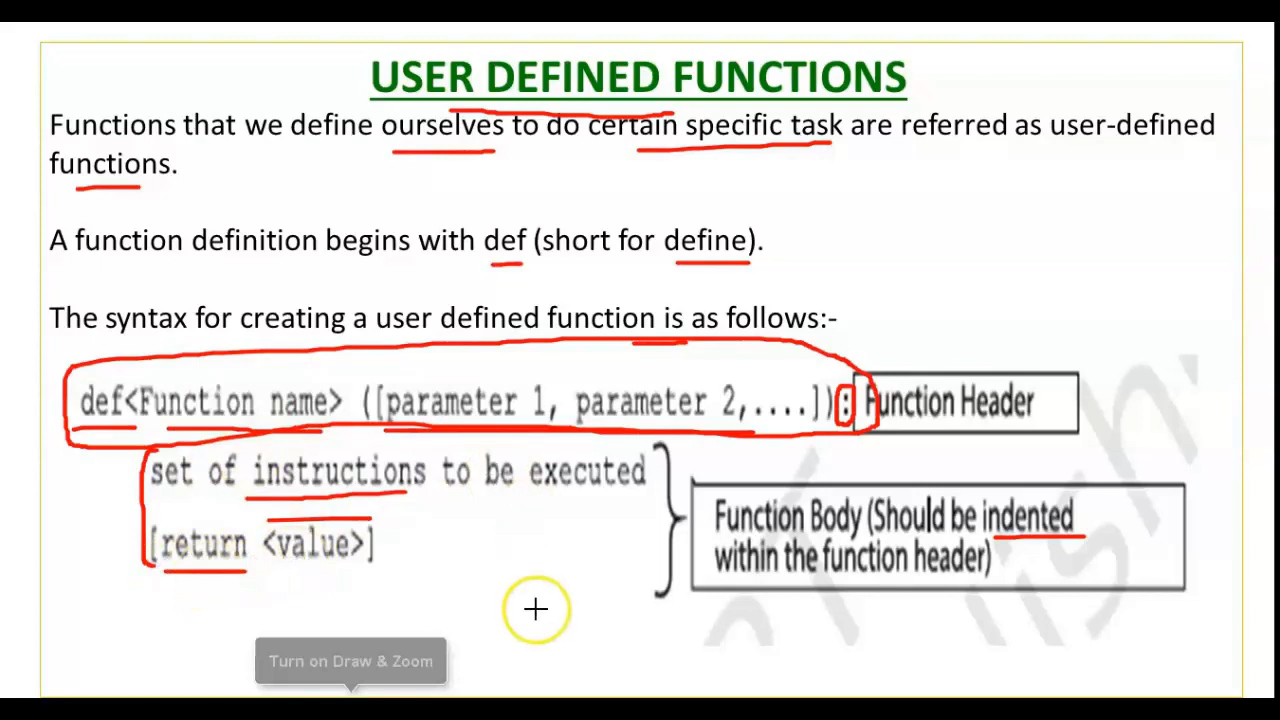 USER DEFINED FUNCTIONS
Functions that we define ourselves to do certain specific task are referred as user-defined
functions.
A function definition begins with def (short for define).
The syntax for creating a user defined function is as follows:-
def<Function name> ([parameter 1, parameter 2,....]) : Function Header
set of instructions to be executed
[return <value>]
Function Body (Should be indented
within the function header)
Turn on Draw & Zoom